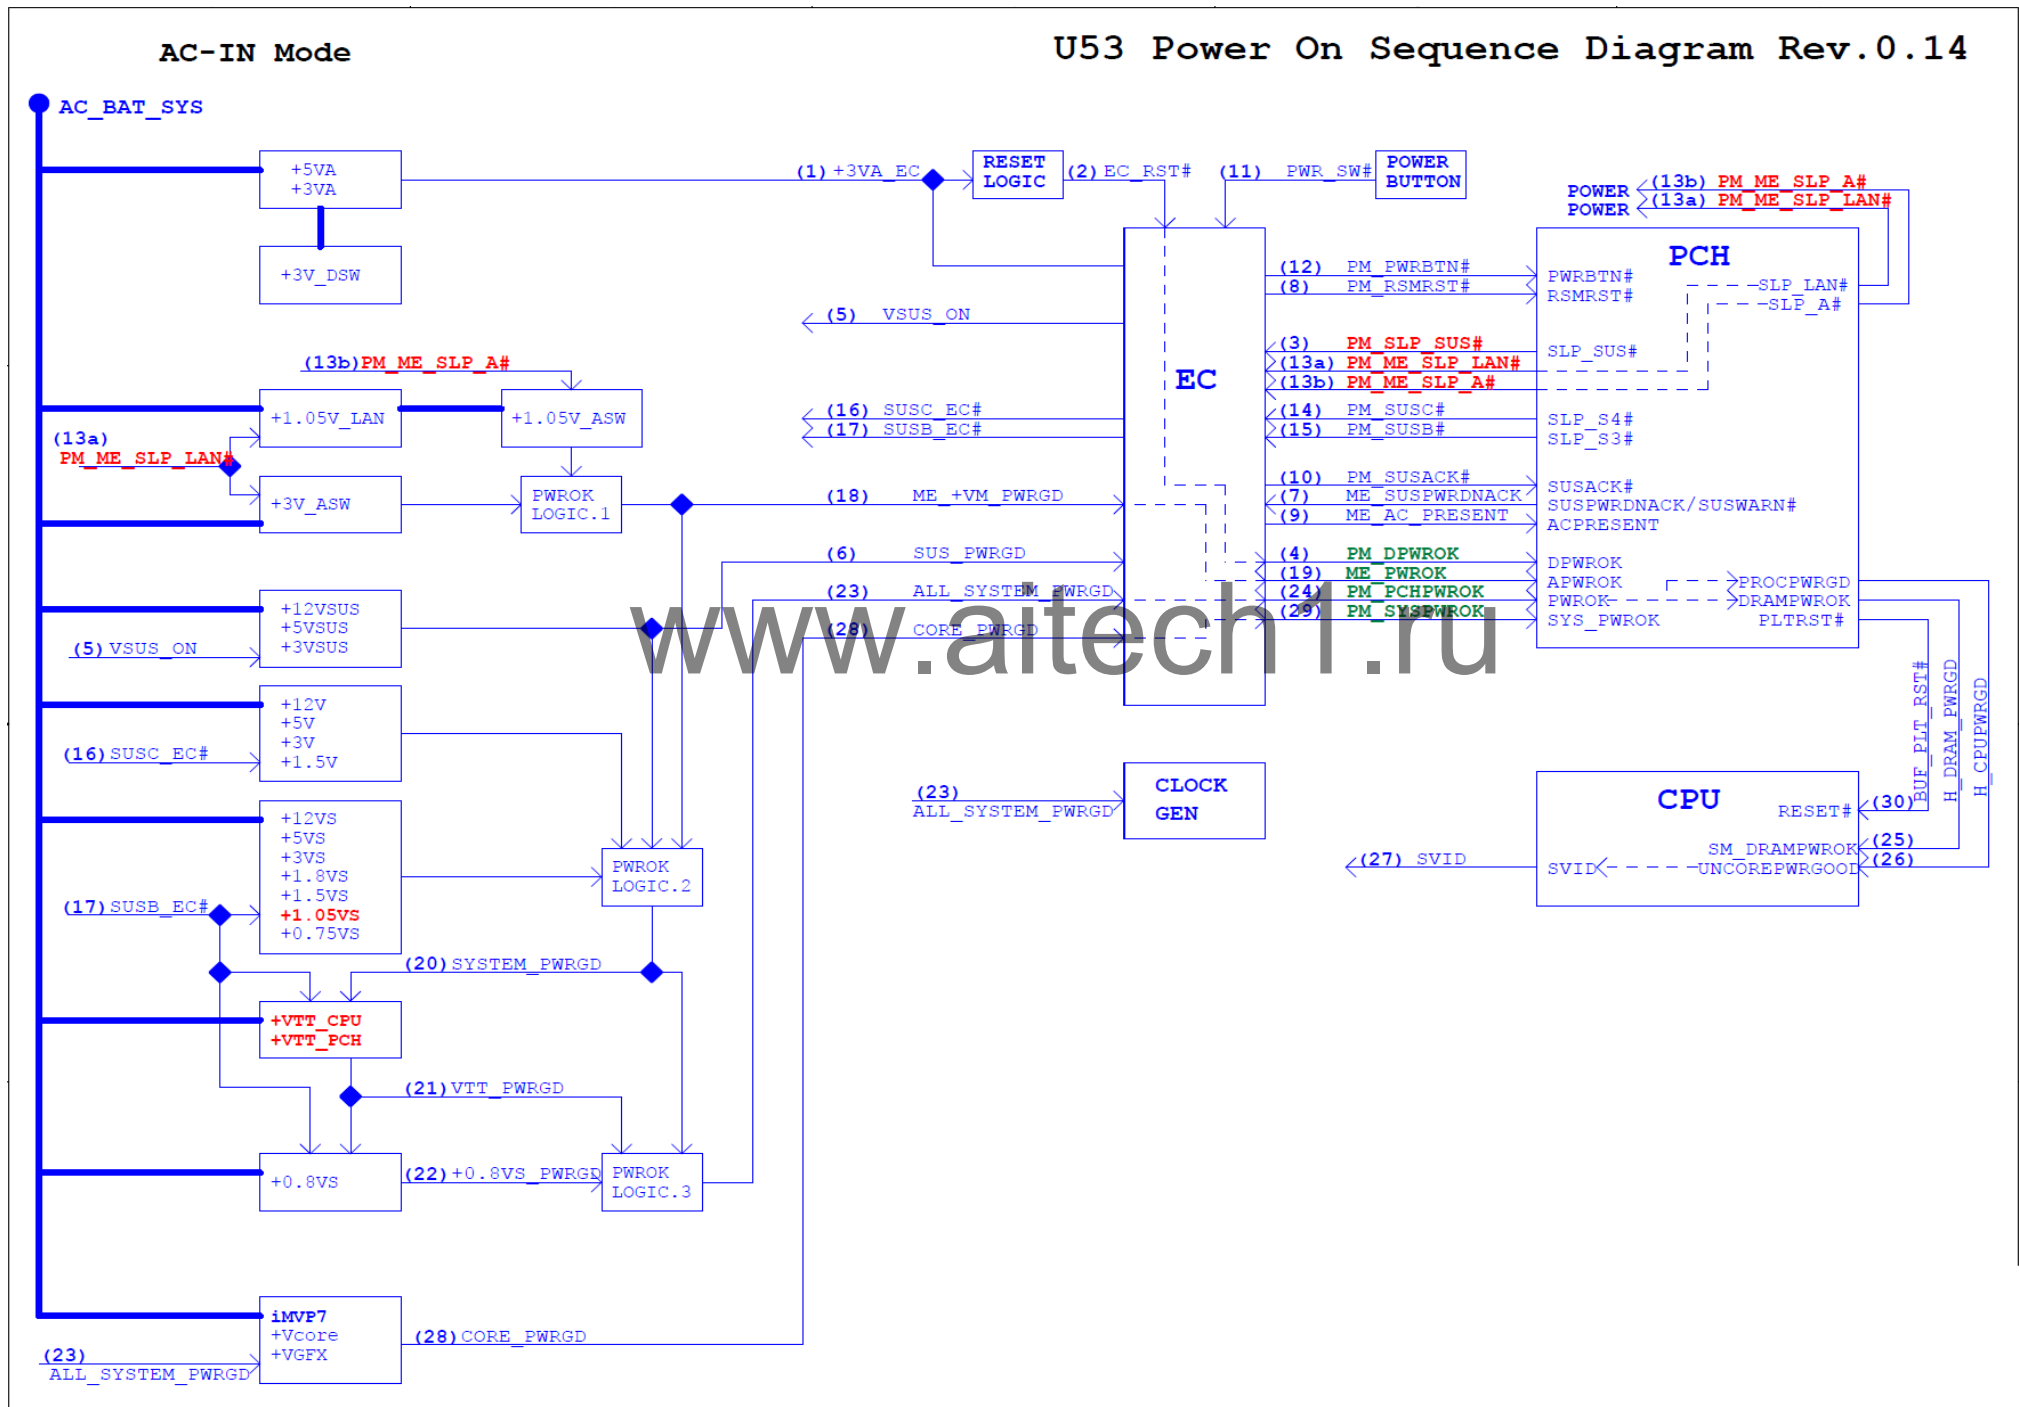 AC-IN Mode
U53 Power On Sequence Diagram Rev.0.14
AC_BAT_SYS
+5VA
+3VA
+3V_DSW
(1) +3VA_EC
RESET
LOGIC
(2) EC_RST#
(11) PWR_SW#
POWER
BUTTON
POWER
(13b) PM_ME_SLP_A#
POWER
(13a) PM_ME_SLP_LAN#
EC
PCH
(12) PM_PWRBTN#
(8) PM_RSMRST#
PWRBTN#
RSMRST#
SLP_LAN#
SLP_A#
(5) VSUS_ON
(3) PM_SLP_SUS#
(13a) PM_ME_SLP_LAN#
(13b) PM_ME_SLP_A#
SLP_SUS#
(16) SUSC_EC#
(17) SUSB_EC#
(14) PM_SUSC#
(15) PM_SUSB#
SLP_S4#
SLP_S3#
(10) PM_SUSACK#
(7) ME_SUSPWRDNACK
(9) ME_AC_PRESENT
SUSACK#
SUSPWRDNACK/SUSWARN#
ACPRESENT
(18) ME_+VM_PWRGD
(6) SUS_PWRGD
(23) ALL_SYSTEM_PWRGD
(28) CORE_PWRGD
(4) PM_DPWROK
(19) ME_PWROK
(24) PM_PCHPWROK
(29) PM_SYSPWROK
DPWROK
APWROK
PWROK
SYS_PWROK
PROCPWRGD
DRAMPWROK
PLTRST#
(13b) PM_ME_SLP_A#
+1.05V_LAN
+1.05V_ASW
(13a)
PM_ME_SLP_LAN#
+3V_ASW
PWROK
LOGIC.1
+12VSUS
+5VSUS
+3VSUS
(5) VSUS_ON
+12V
+5V
+3V
+1.5V
(16) SUSC_EC#
+12VS
+5VS
+3VS
+1.8VS
+1.5VS
+1.05VS
+0.75VS
(17) SUSB_EC#
PWROK
LOGIC.2
(20) SYSTEM_PWRGD
+VTT_CPU
+VTT_PCH
(21) VTT_PWRGD
+0.8VS
(22) +0.8VS_PWRGD
PWROK
LOGIC.3
iMVP7
+Vcore
+VGFX
(23)
ALL_SYSTEM_PWRGD
(28) CORE_PWRGD
(23)
ALL_SYSTEM_PWRGD
CLOCK
GEN
BUF_PLT_RST#
H_DRAM_PWRGD
H_CPUPWRGD
CPU
RESET#
(30)
SM_DRAMPWROK
(25)
UNCOREPWRGOOD
(26)
SVID
(27) SVID
www.aitech1.ru